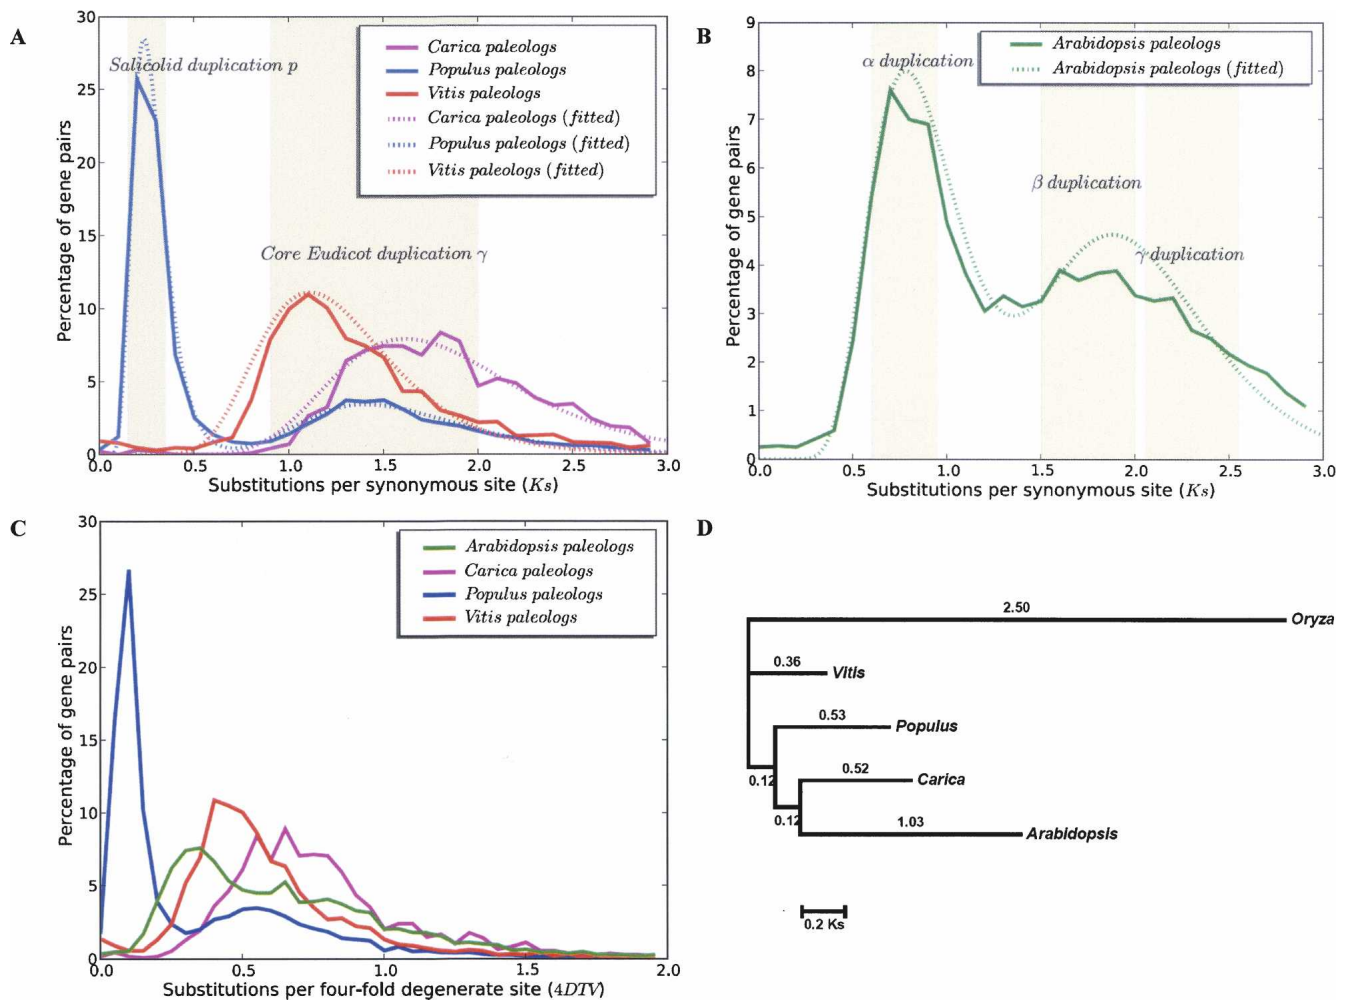 A
30
25
20
15
10
5
0
Percentage of gene pairs
Salicolid duplication p
Core Eudicot duplication γ
Carica paleologs
Populus paleologs
Vitis paleologs
Carica paleologs (fitted)
Populus paleologs (fitted)
Vitis paleologs (fitted)
0.0 0.5 1.0 1.5 2.0 2.5 3.0
Substitutions per synonymous site (Ks)
B
9
8
7
6
5
4
3
2
1
0
Percentage of gene pairs
α duplication
β duplication
γ duplication
Arabidopsis paleologs
Arabidopsis paleologs (fitted)
0.0 0.5 1.0 1.5 2.0 2.5 3.0
Substitutions per synonymous site (Ks)
C
30
25
20
15
10
5
0
Percentage of gene pairs
Arabidopsis paleologs
Carica paleologs
Populus paleologs
Vitis paleologs
0.0 0.5 1.0 1.5 2.0
Substitutions per four-fold degenerate site (4DTV)
D
2.50
Oryza
0.36
Vitis
0.53
Populus
0.12
0.52
Carica
0.12
1.03
Arabidopsis
0.2 Ks